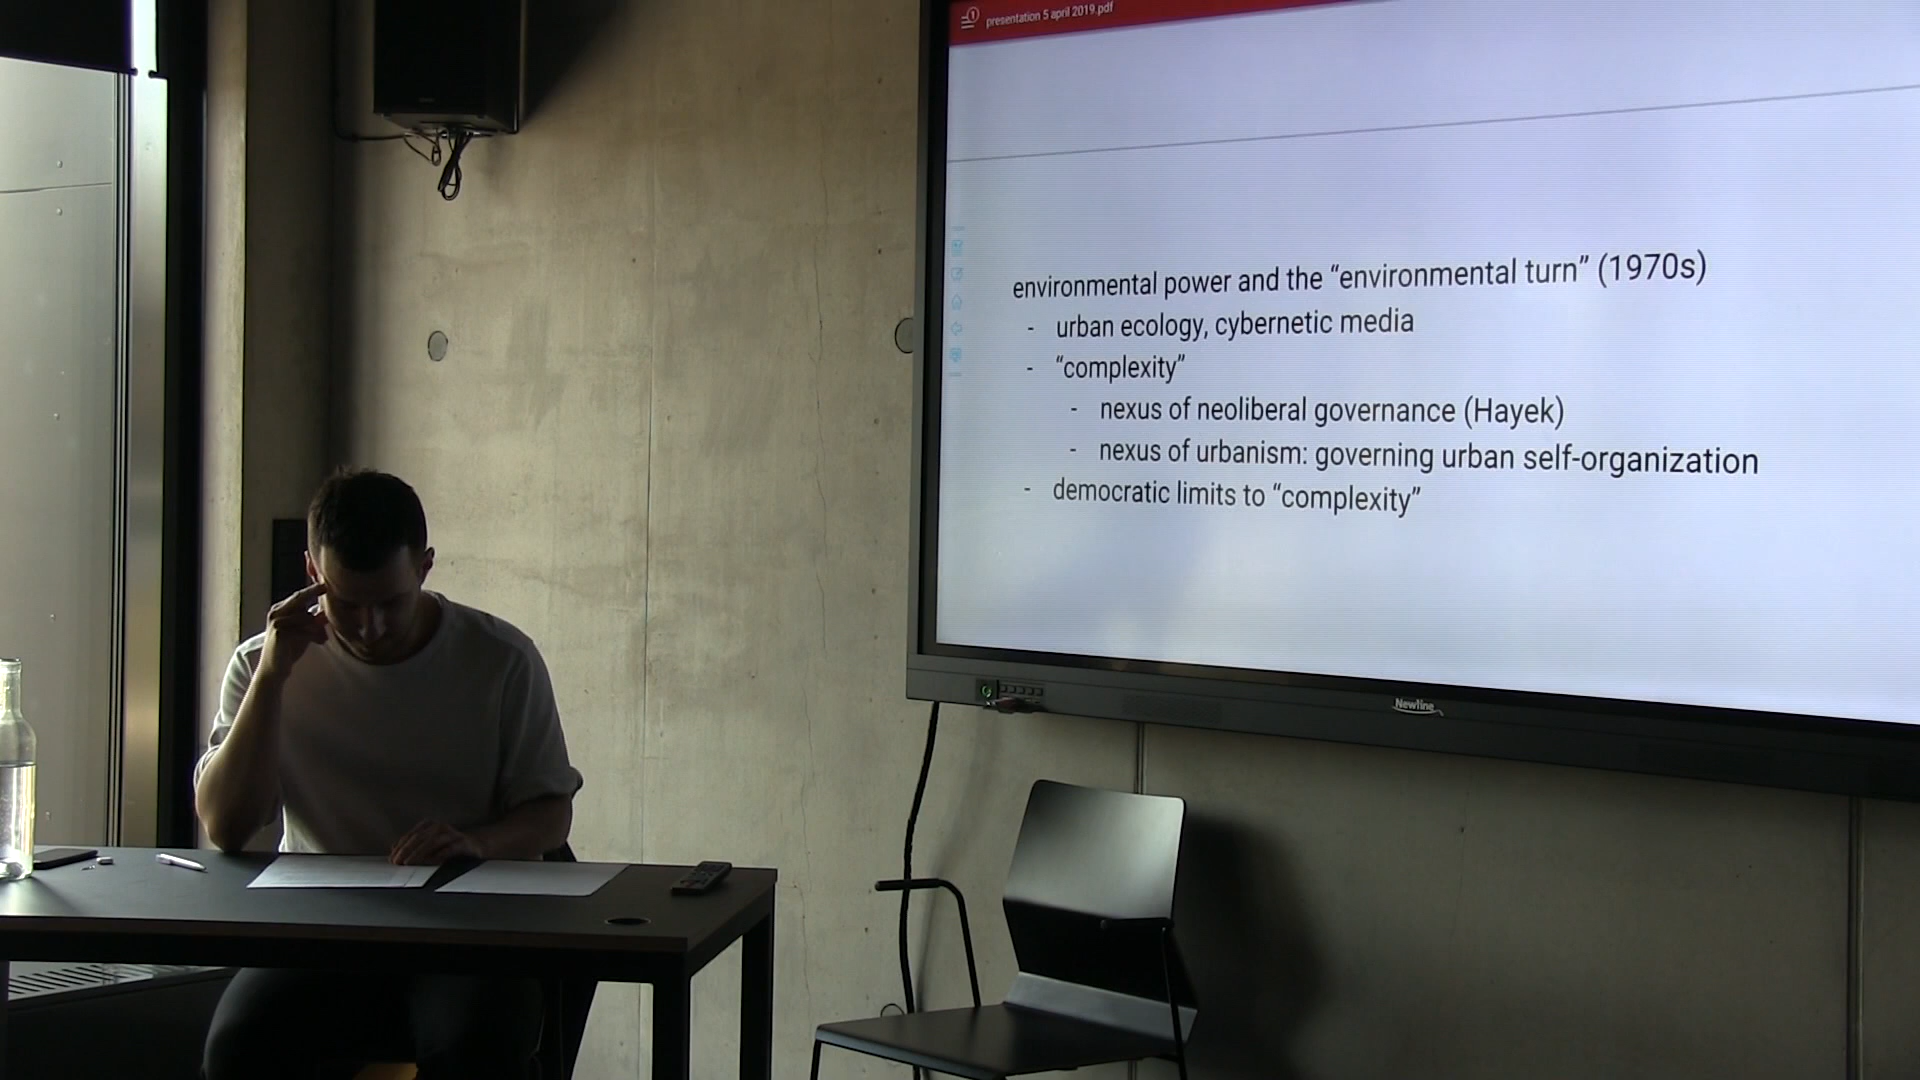 presentation 5 april 2019.pdf
environmental power and the “environmental turn” (1970s)
- urban ecology, cybernetic media
- “complexity”
- nexus of neoliberal governance (Hayek)
- nexus of urbanism: governing urban self-organization
- democratic limits to “complexity”
Newline